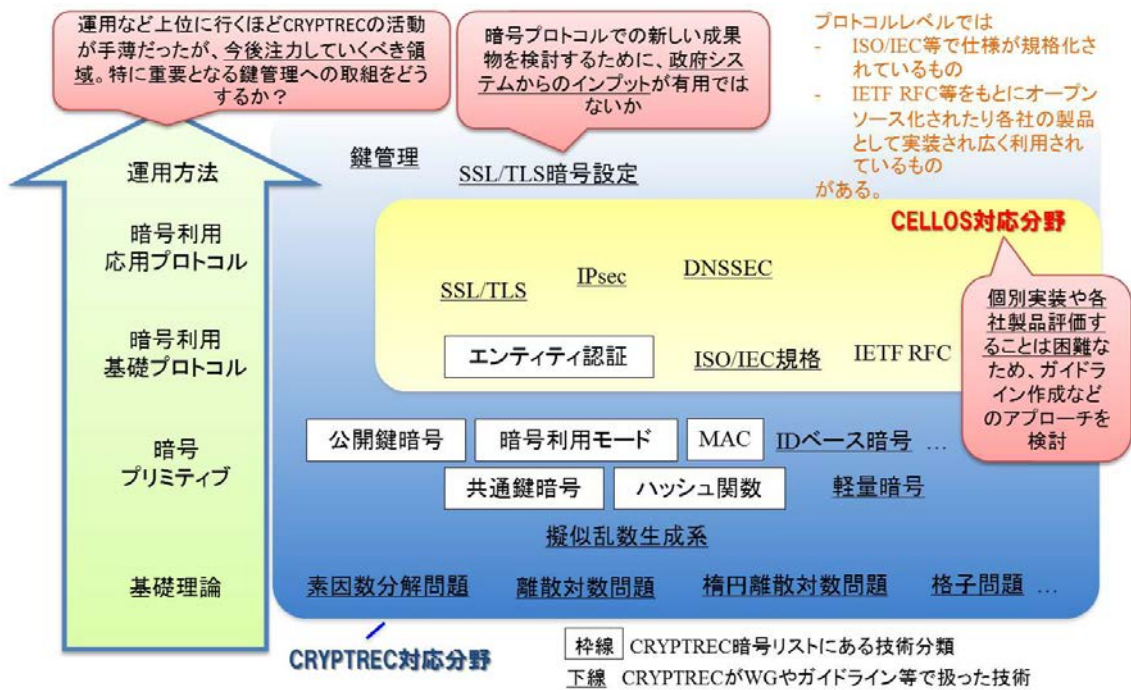 運用など上位に行くほどCRYPTRECの活動
が手薄だったが、今後注力していくべき領
域。特に重要となる鍵管理への取組をどう
するか？
暗号プロトコルでの新しい成果
物を検討するために、政府シス
テムからのインプットが有用では
ないか
プロトコルレベルでは
- ISO/IEC等で仕様が規格化さ
れているもの
- IETF RFC等をもとにオープン
ソース化されたり各社の製品
として実装され広く利用され
ているもの
がある。
運用方法
鍵管理
SSL/TLS暗号設定
CELLOS対応分野
暗号利用
応用プロトコル
SSL/TLS
IPsec
DNSSEC
個別実装や各
社製品評価す
ることは困難な
ため、ガイドラ
イン作成など
のアプローチを
検討
暗号利用
基礎プロトコル
エンティティ認証
ISO/IEC規格
IETF RFC
暗号
プリミティブ
公開鍵暗号
暗号利用モード
MAC
IDベース暗号 …
共通鍵暗号
ハッシュ関数
軽量暗号
擬似乱数生成系
基礎理論
素因数分解問題
離散対数問題
楕円離散対数問題
格子問題 …
CRYPTREC対応分野
枠線 CRYPTREC暗号リストにある技術分類
下線 CRYPTRECがWGやガイドライン等で扱った技術